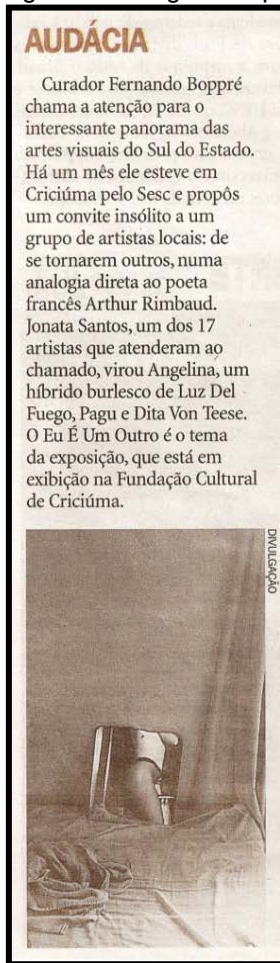 AUDÁCIA
Curador Fernando Boppré
chama a atenção para o
interessante panorama das
artes visuais do Sul do Estado.
Há um mês ele esteve em
Criciúma pelo Sesc e propôs
um convite insólito a um
grupo de artistas locais: de
se tornarem outros, numa
analogia direta ao poeta
francês Arthur Rimbaud.
Jonata Santos, um dos 17
artistas que atenderam ao
chamado, virou Angelina, um
híbrido burlesco de Luz Del
Fuego, Pagu e Dita Von Teese.
O Eu É Um Outro é o tema
da exposição, que está em
exibição na Fundação Cultural
de Criciúma.
DIVULGAÇÃO